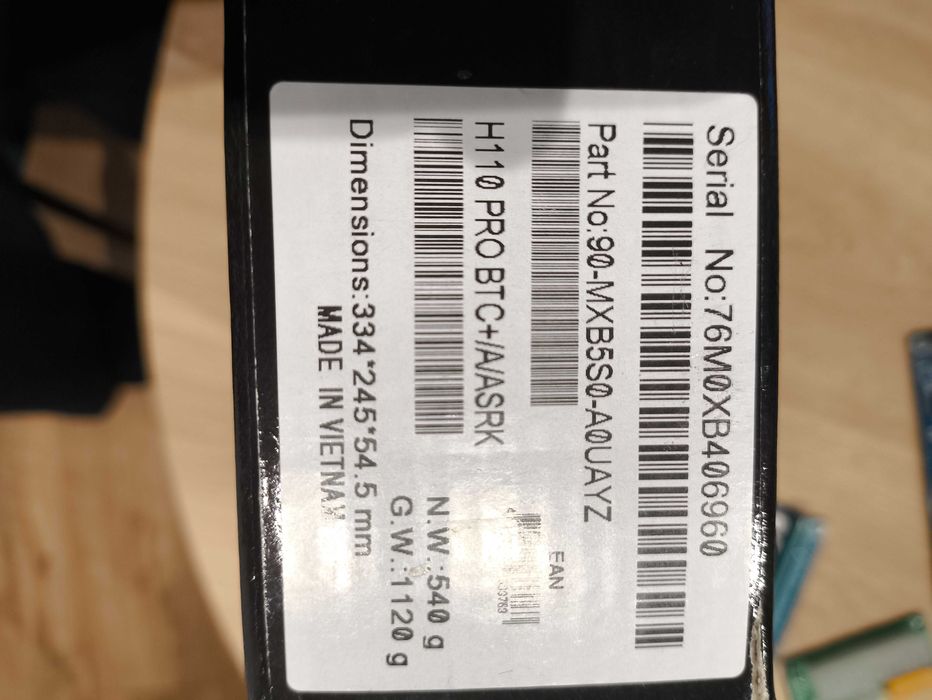 Serial No:76M0XB406960
Part No:90-MXB5S0-A0UAYZ
EAN
H110 PRO BTC+/A/ASRK
N.W.:540 g
G.W.:1120 g
Dimensions:334*245*54.5 mm
MADE IN VIETNAM